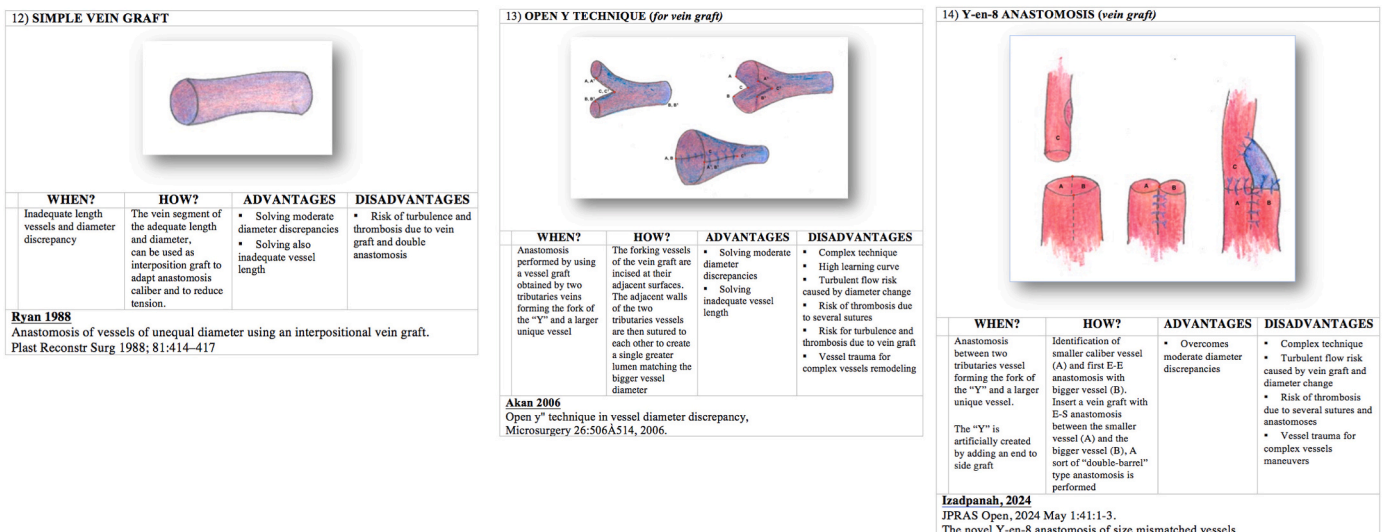 12) SIMPLE VEIN GRAFT
WHEN?
Inadequate length
vessels and diameter
discrepancy
HOW?
The vein segment of
the adequate length
and diameter,
can be used as
interposition graft to
adapt anastomosis
caliber and to reduce
tension.
ADVANTAGES
▪ Solving moderate
diameter discrepancies
▪ Solving also
inadequate vessel
length
DISADVANTAGES
▪ Risk of turbulence and
thrombosis due to vein
graft and double
anastomosis
Ryan 1988
Anastomosis of vessels of unequal diameter using an interpositional vein graft.
Plast Reconstr Surg 1988; 81:414–417
13) OPEN Y TECHNIQUE (for vein graft)
A, A"
C, C"
B, B"
B, B"
A
C
B
A"
C"
B"
A, B
C
C"
WHEN?
Anastomosis
performed by using
a vessel graft
obtained by two
tributaries veins
forming the fork of
the “Y” and a larger
unique vessel
HOW?
The forking vessels
of the vein graft are
incised at their
adjacent surfaces.
The adjacent walls
of the two
tributaries vessels
are then sutured to
each other to create
a single greater
lumen matching the
bigger vessel
diameter
ADVANTAGES
▪ Solving moderate
diameter
discrepancies
▪ Solving
inadequate vessel
length
DISADVANTAGES
▪ Complex technique
▪ High learning curve
▪ Turbulent flow risk
caused by diameter change
▪ Risk of thrombosis due
to several sutures
▪ Risk for turbulence and
thrombosis due to vein graft
▪ Vessel trauma for
complex vessels remodeling
Akan 2006
Open y" technique in vessel diameter discrepancy,
Microsurgery 26:506À514, 2006.
14) Y-en-8 ANASTOMOSIS (vein graft)
C
A B
A B
C
A B
WHEN?
Anastomosis
between two
tributaries vessel
forming the fork of
the “Y” and a larger
unique vessel.
The “Y” is
artificially created
by adding an end to
side graft
HOW?
Identification of
smaller caliber vessel
(A) and first E-E
anastomosis with
bigger vessel (B).
Insert a vein graft with
E-S anastomosis
between the smaller
vessel (A) and the
bigger vessel (B), A
sort of “double-barrel”
type anastomosis is
performed
ADVANTAGES
▪ Overcomes
moderate diameter
discrepancies
DISADVANTAGES
▪ Complex technique
▪ Turbulent flow risk
caused by vein graft and
diameter change
▪ Risk of thrombosis
due to several sutures and
anastomoses
▪ Vessel trauma for
complex vessels
maneuvers
Izadpanah, 2024
JPRAS Open, 2024 May 1:41:1-3.
The novel Y-en-8 anastomosis of size mismatched vessels